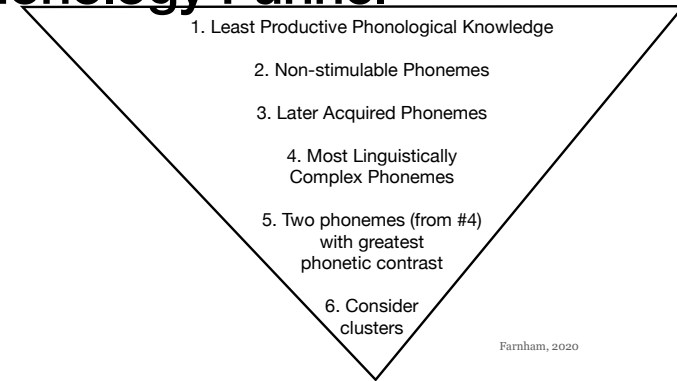 1. Least Productive Phonological Knowledge
2. Non-stimulable Phonemes
3. Later Acquired Phonemes
4. Most Linguistically
Complex Phonemes
5. Two phonemes (from #4)
with greatest
phonetic contrast
6. Consider
clusters
Farnham, 2020